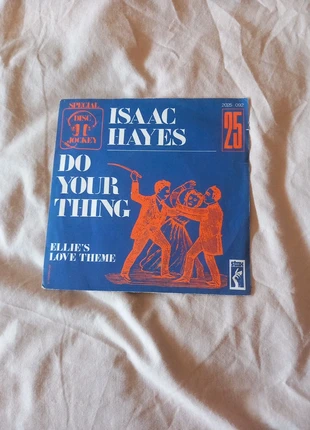 SPECIAL
DISC
JOCKEY
ISAAC
HAYES
25
DO
YOUR
THING
ELLIE'S
LOVE THEME